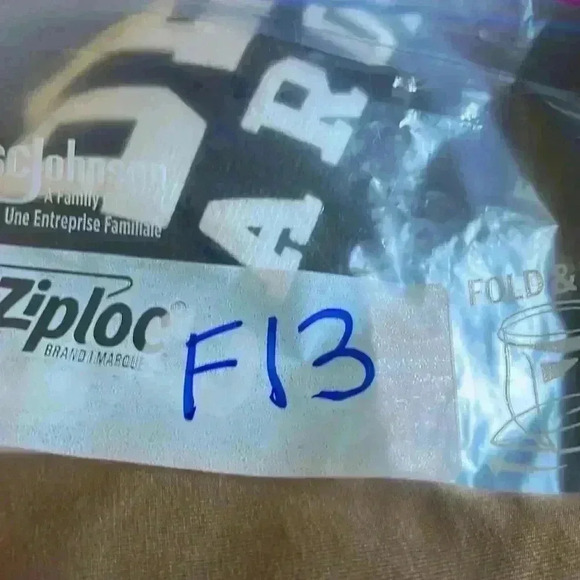 SCJohnson
A Family
Une Entreprise Familiale
Ziploc®
BRAND | MARQUE
F13
FOLD &